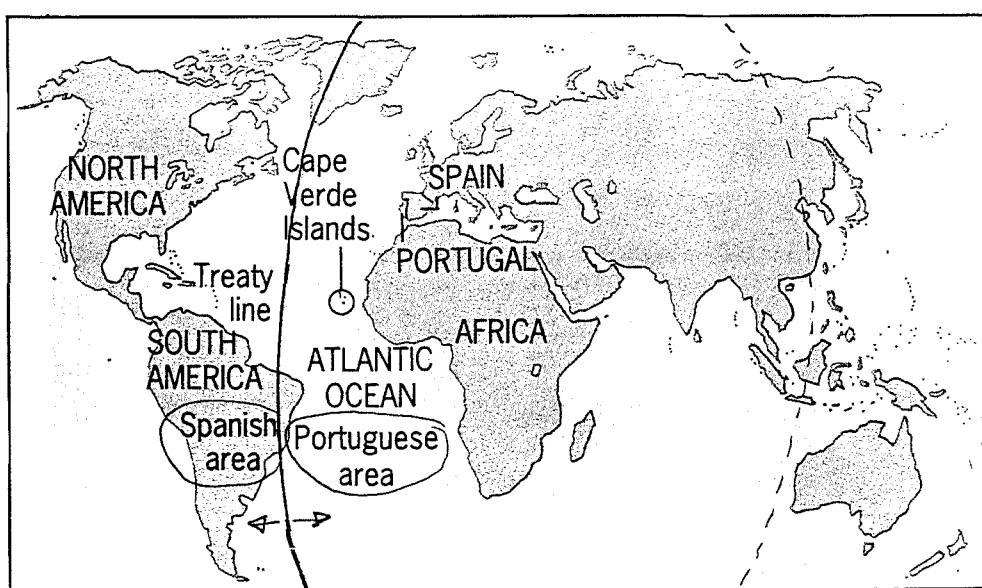 NORTH
AMERICA
Cape
Verde
Islands
SPAIN
PORTUGAL
Treaty
line
SOUTH
AMERICA
AFRICA
ATLANTIC
OCEAN
Spanish
area
Portuguese
area